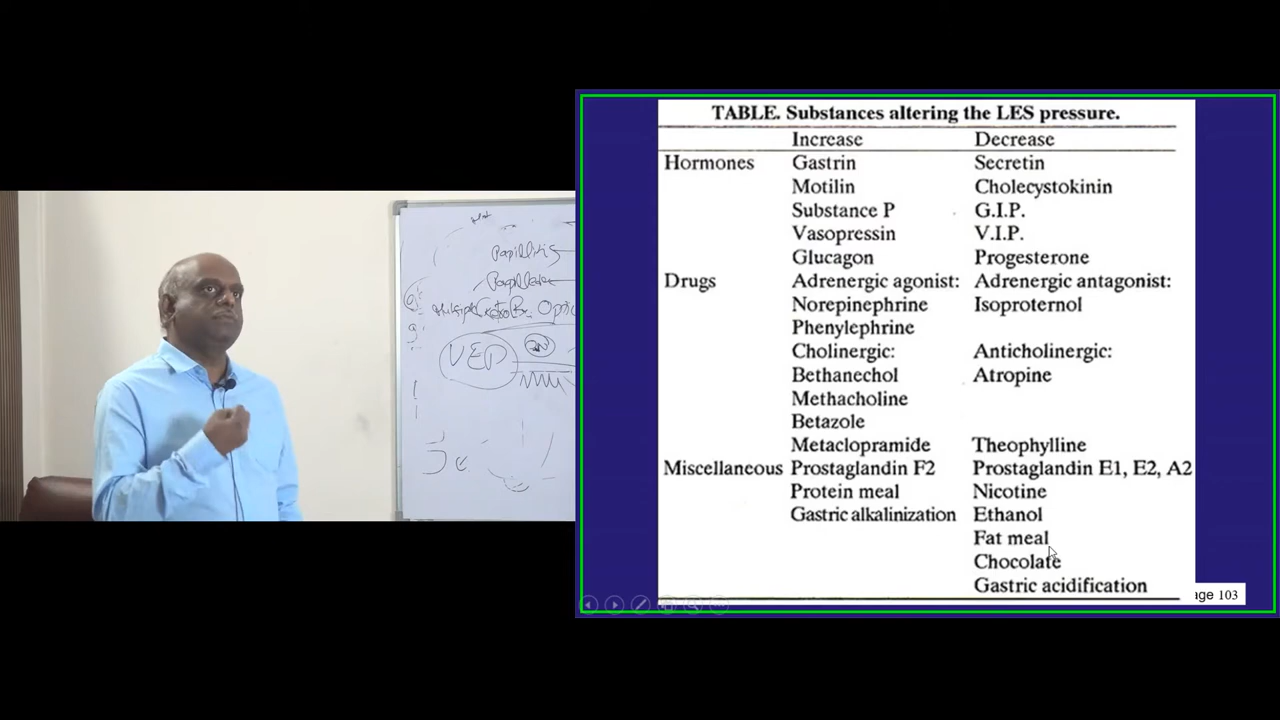 Papillitis
VEP
TABLE. Substances altering the LES pressure.
Increase Decrease
Hormones Gastrin Secretin
Motilin Cholecystokinin
Substance P G.I.P.
Vasopressin V.I.P.
Glucagon Progesterone
Drugs Adrenergic agonist: Adrenergic antagonist:
Norepinephrine Isoproternol
Phenylephrine
Cholinergic: Anticholinergic:
Bethanechol Atropine
Methacholine
Betazole
Metaclopramide Theophylline
Miscellaneous Prostaglandin F2 Prostaglandin E1, E2, A2
Protein meal Nicotine
Gastric alkalinization Ethanol
Fat meal
Chocolate
Gastric acidification
age 103